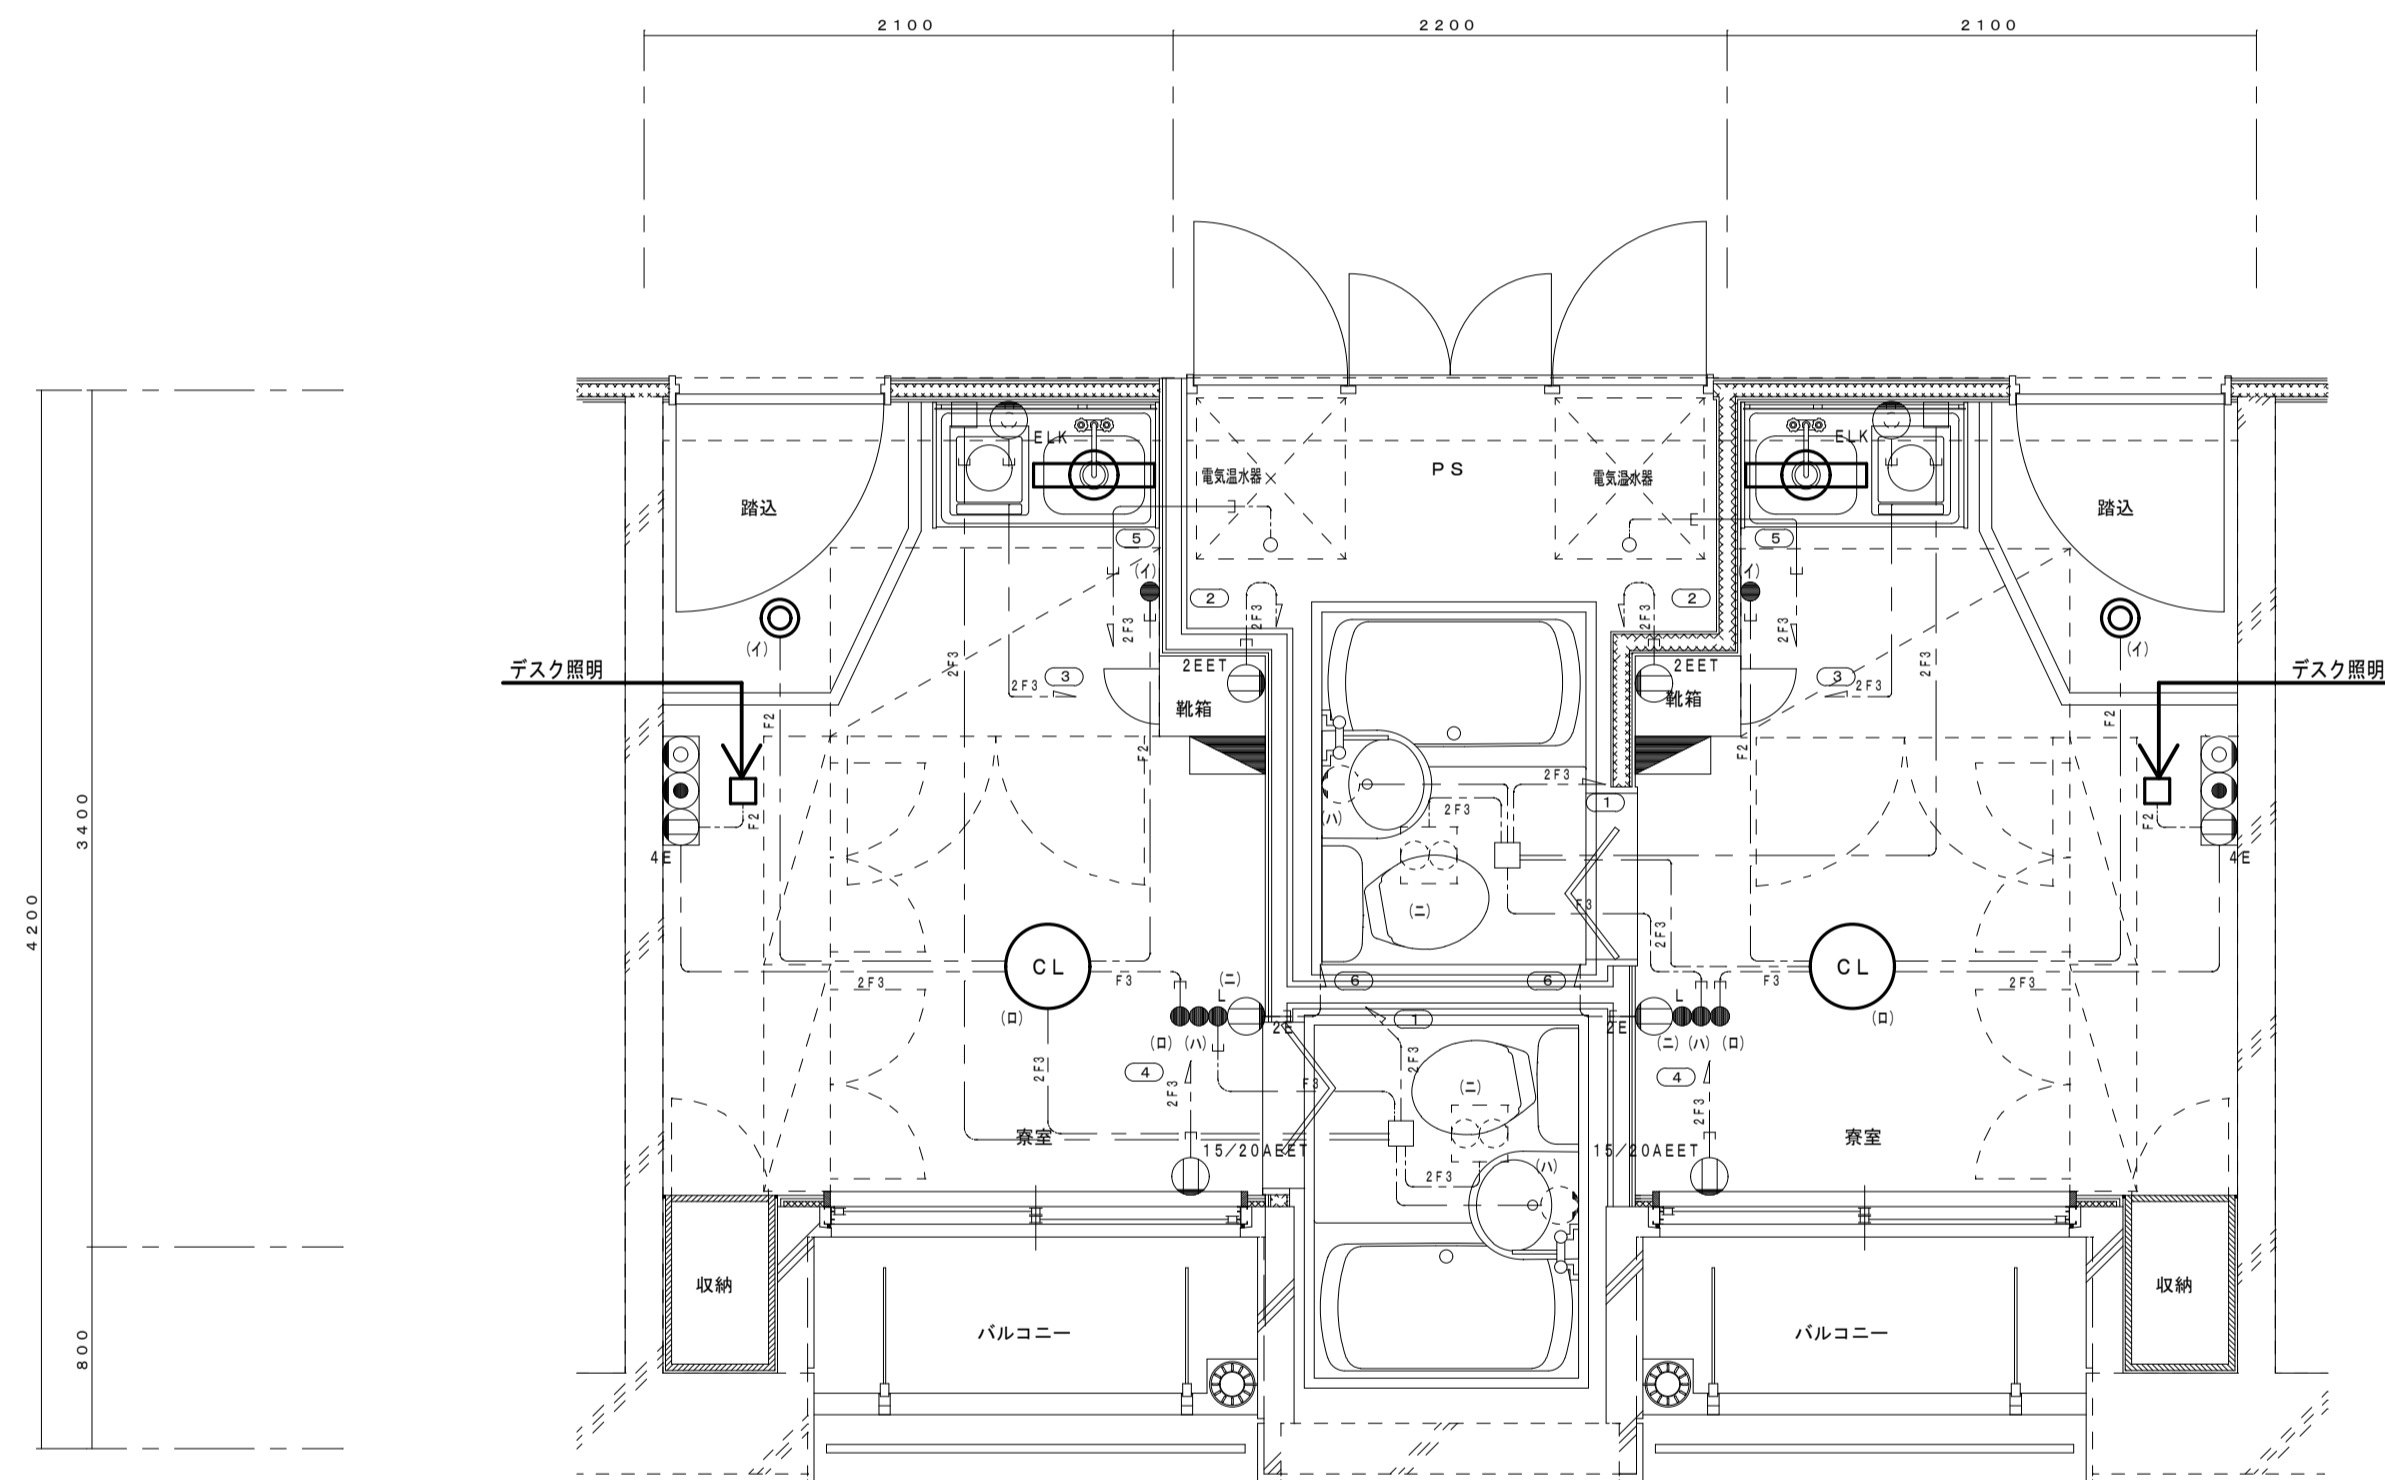 2100 2200 2100
ELK ELK
電気温水器 PS 電気温水器
踏込 踏込
5 5
(イ) (イ)
2 2
2F3 2F3 2F3 2F3
(イ) (イ)
デスク照明 2F3 3 2EET 2EET 3 2F3 デスク照明
2F3 2F3
靴箱 靴箱
F2 F2 F2 F2
2F3
1
3400 F2 2F3 F2
(ハ)
4E 4E
4200 (ニ) F3
2F3
CL CL
2F3 F3 (ニ) 6 6 F3 2F3
L L
(ロ) 2E 1 2E (ロ)
(ロ) (ハ) (ニ) (ハ) (ロ)
2F3 4 2F3 4
2F3 F3 (ニ) 2F3
寮室 15/20AEET 15/20AEET 寮室
2F3 (ハ)
収納 収納
バルコニー バルコニー
800